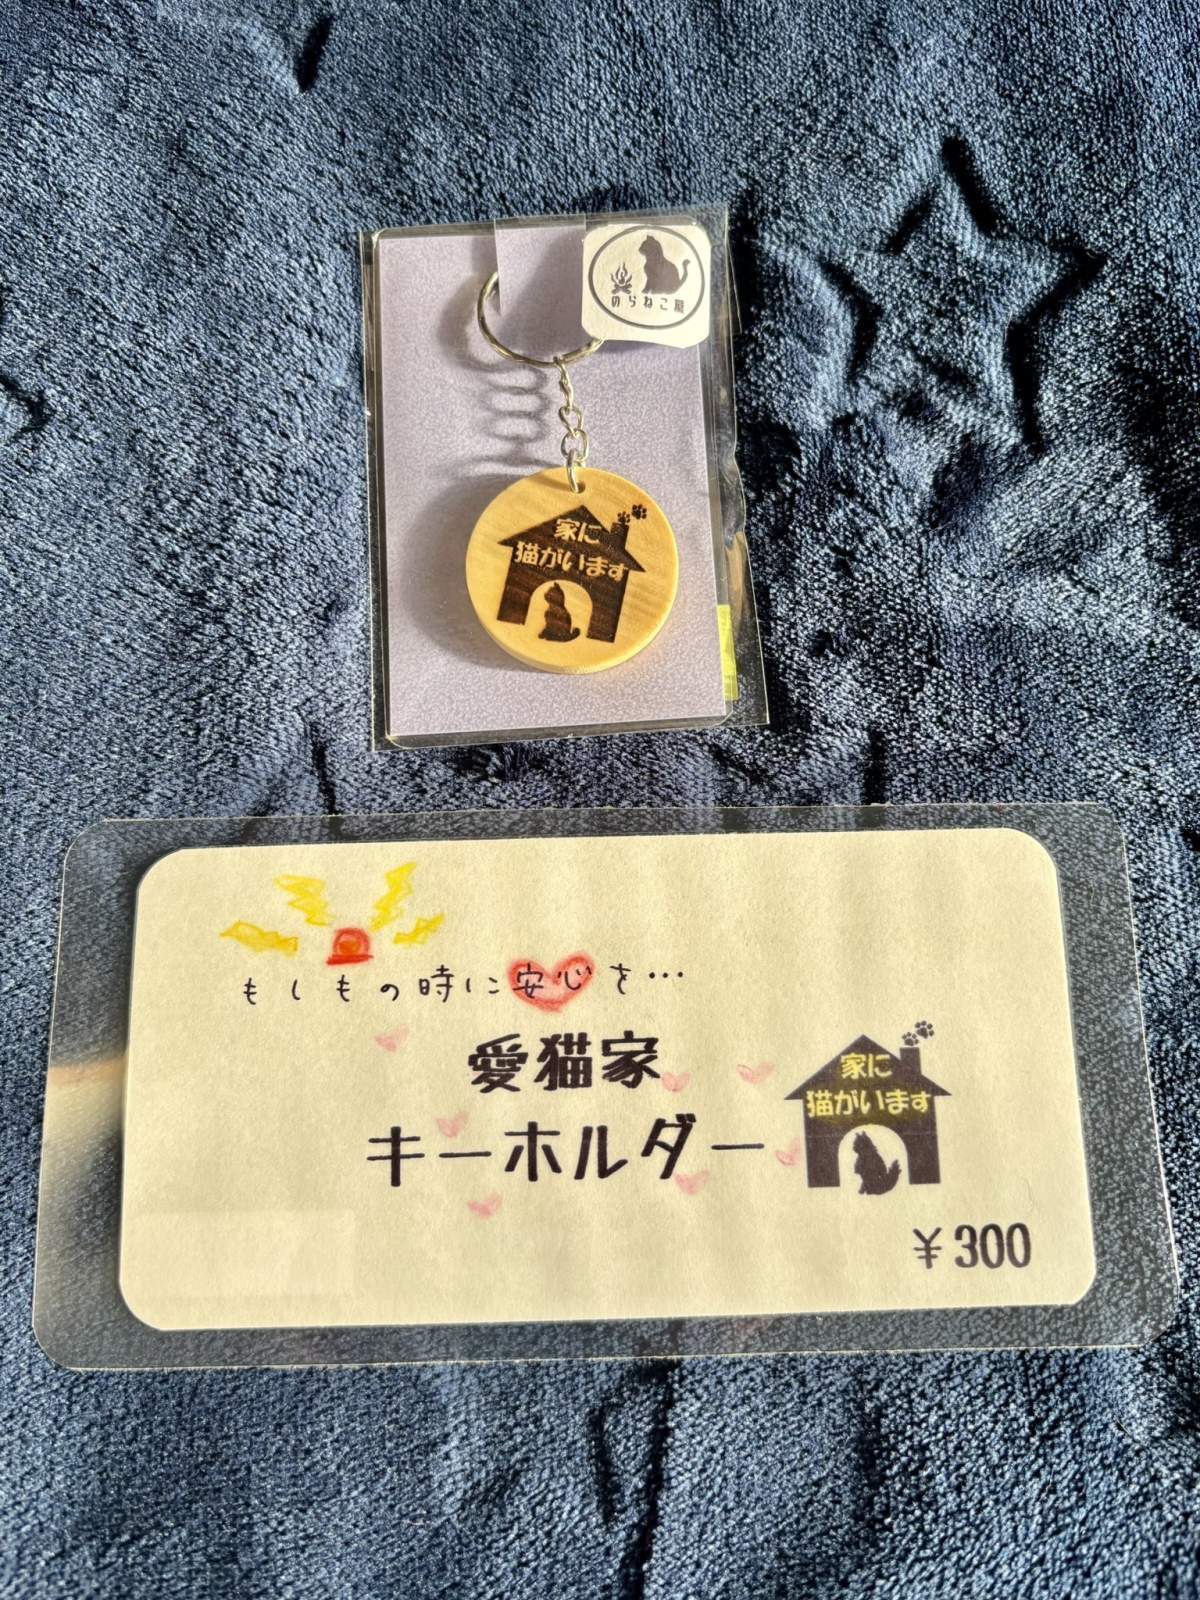 のらねこ屋
家に
猫がいます
もしもの時に安心を…
愛猫家
キーホルダー
家に
猫がいます
¥300